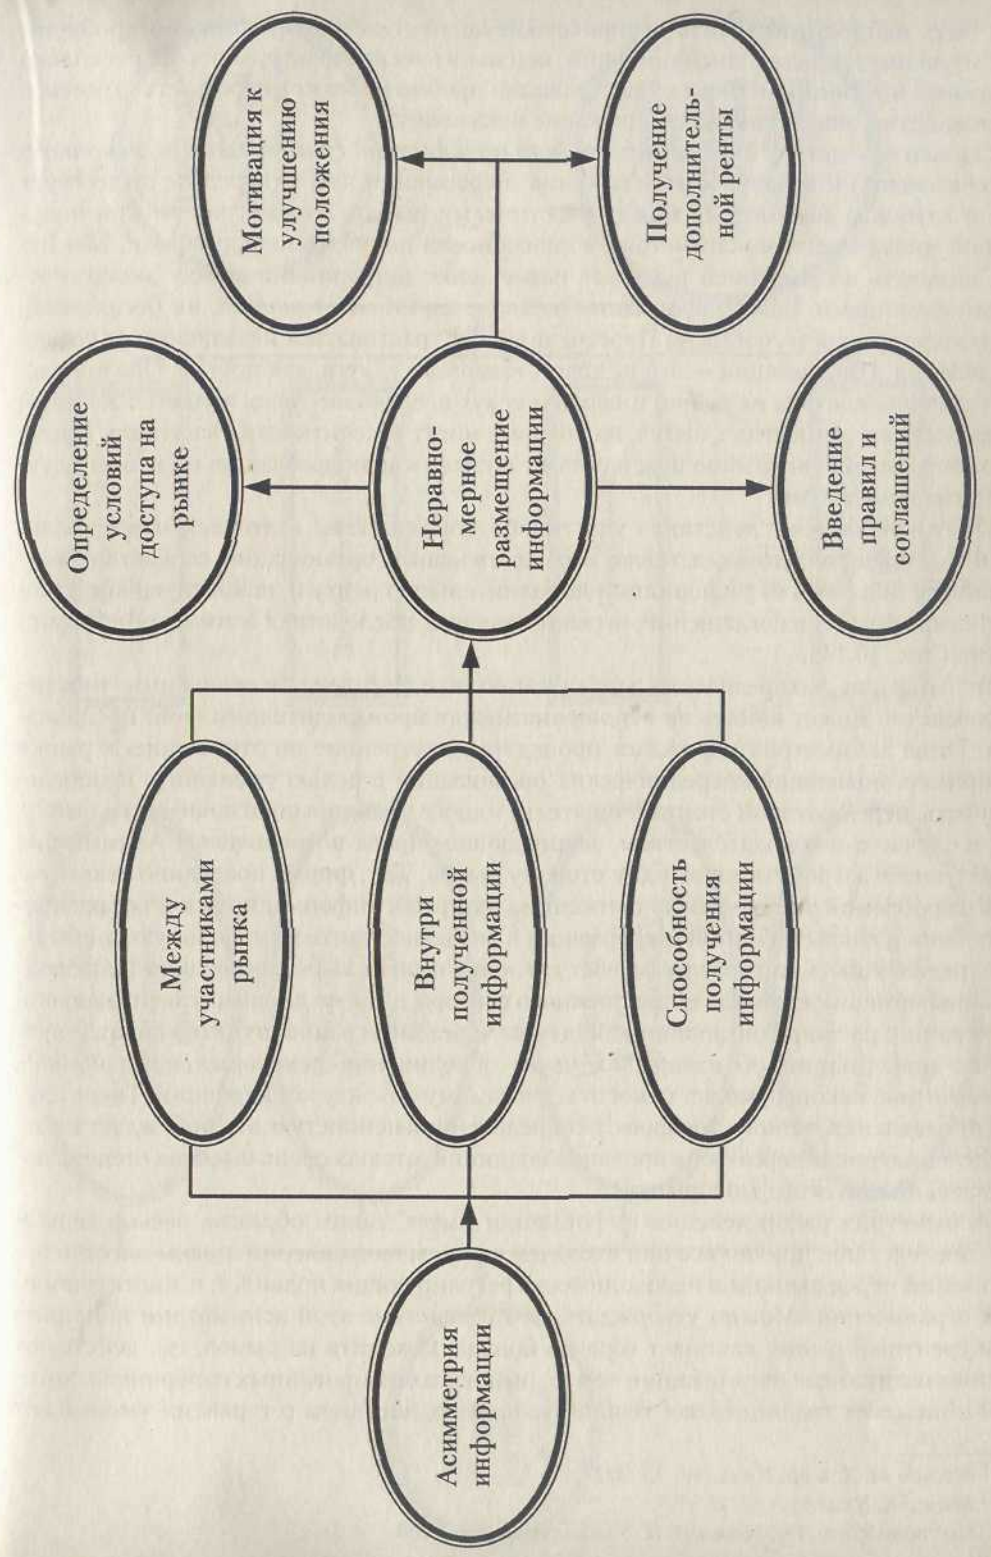 Асимметрия
информации
Между
участниками
рынка
Внутри
полученной
информации
Способность
получения
информации
Определение
условий
доступа на
рынке
Неравно-
мерное
размещение
информации
Введение
правил и
соглашений
Мотивация к
улучшению
положения
Получение
дополнитель-
ной ренты